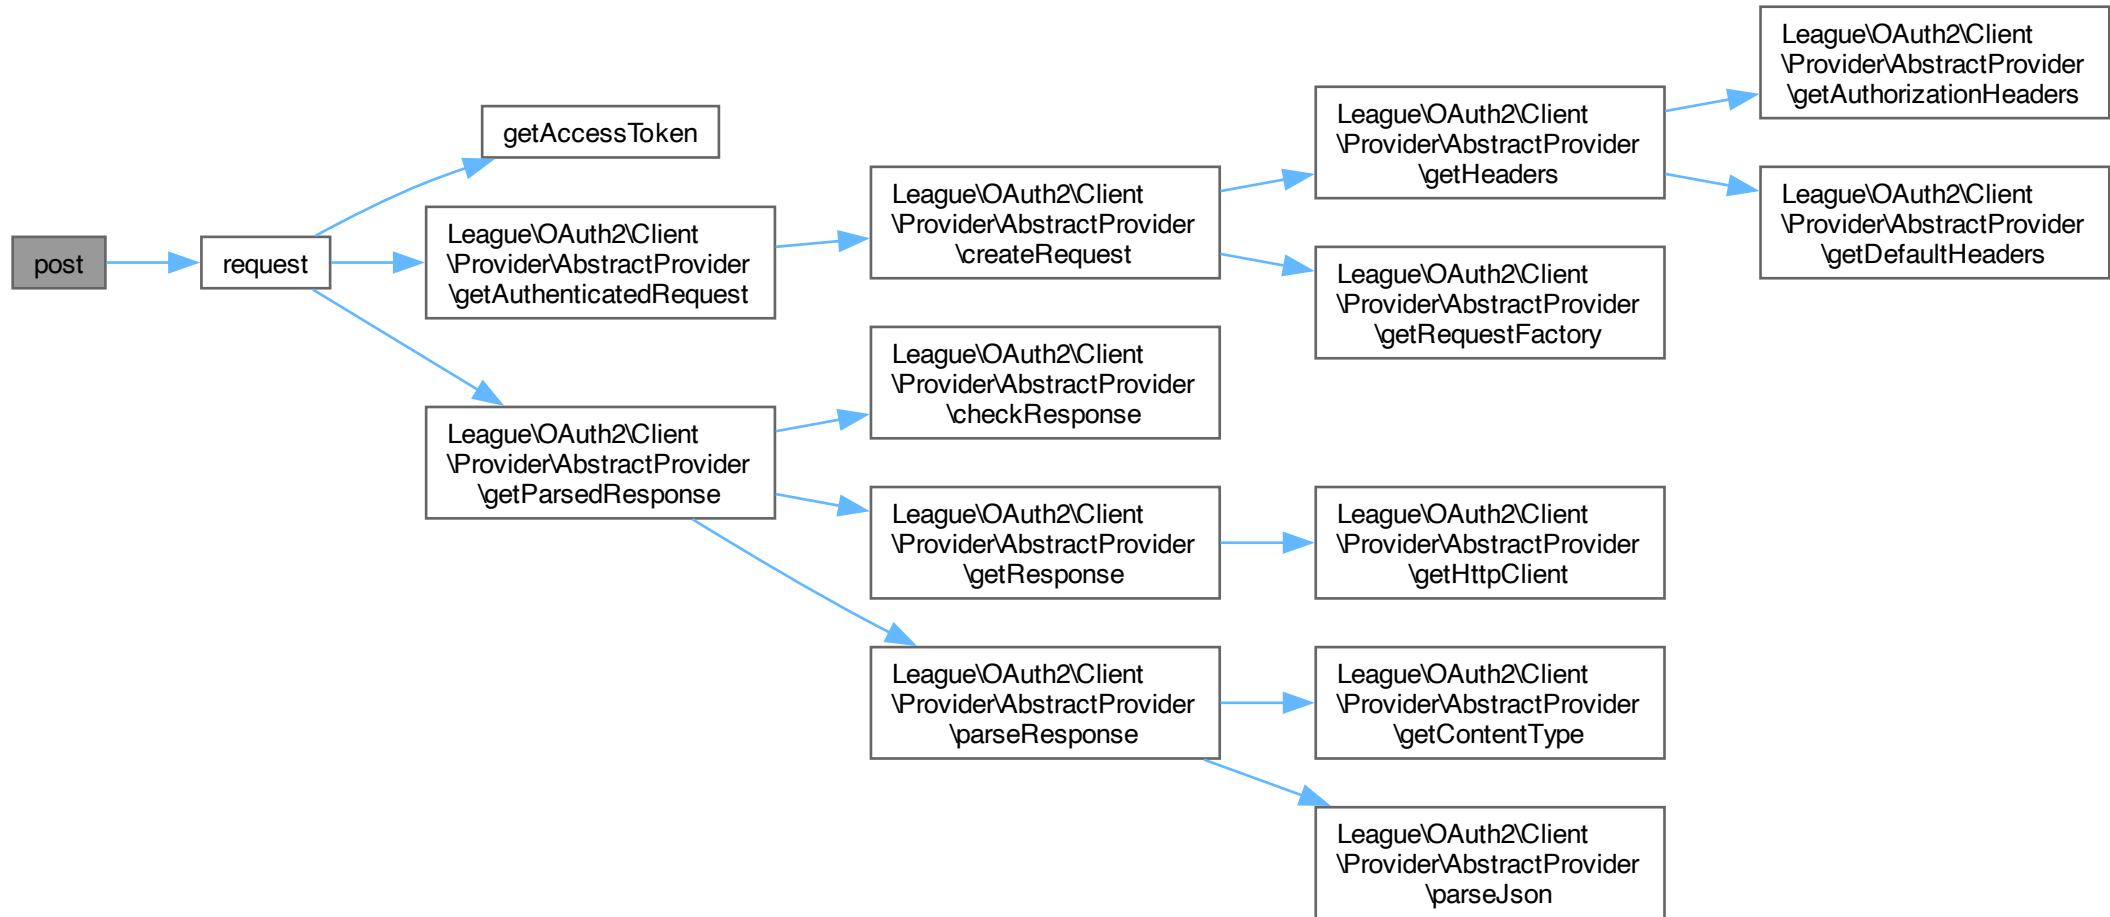 post
request
getAccessToken
League\OAuth2\Client
\Provider\AbstractProvider
\getAuthenticatedRequest
League\OAuth2\Client
\Provider\AbstractProvider
\getParsedResponse
League\OAuth2\Client
\Provider\AbstractProvider
\createRequest
League\OAuth2\Client
\Provider\AbstractProvider
\checkResponse
League\OAuth2\Client
\Provider\AbstractProvider
\getResponse
League\OAuth2\Client
\Provider\AbstractProvider
\parseResponse
League\OAuth2\Client
\Provider\AbstractProvider
\getHeaders
League\OAuth2\Client
\Provider\AbstractProvider
\getRequestFactory
League\OAuth2\Client
\Provider\AbstractProvider
\getHttpClient
League\OAuth2\Client
\Provider\AbstractProvider
\getContentType
League\OAuth2\Client
\Provider\AbstractProvider
\parseJson
League\OAuth2\Client
\Provider\AbstractProvider
\getAuthorizationHeaders
League\OAuth2\Client
\Provider\AbstractProvider
\getDefaultHeaders